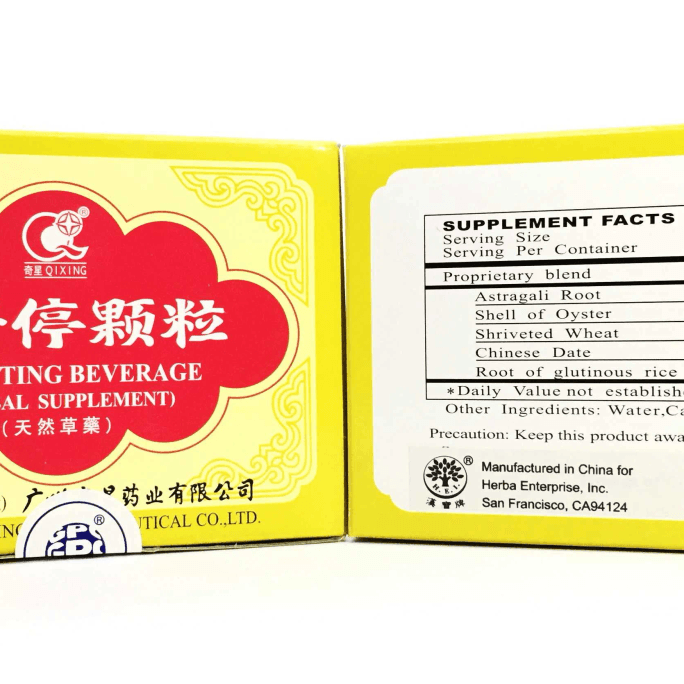 奇星 QIXING
停颗粒
TING BEVERAGE
AL SUPPLEMENT)
(天然草藥)
药业有限公司
UTICAL CO.,LTD.
®
SUPPLEMENT FACTS
Serving Size
Serving Per Container
Proprietary blend
Astragali Root
Shell of Oyster
Shriveted Wheat
Chinese Date
Root of glutinous rice
*Daily Value not establishe
Other Ingredients: Water,Ca
Precaution: Keep this product awa
H.E.I. ®
Manufactured in China for
Herba Enterprise, Inc.
San Francisco, CA94124